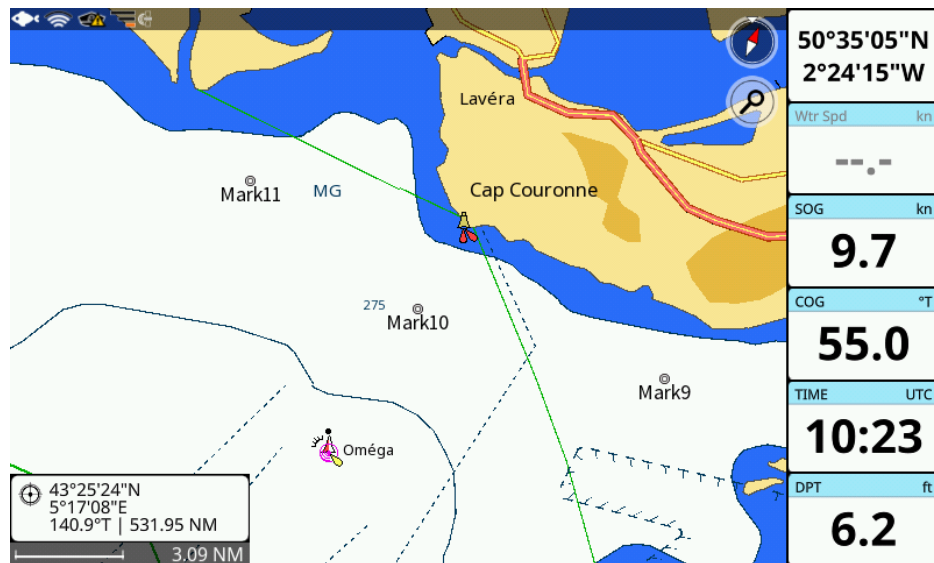 50°35'05"N
2°24'15"W
Wtr Spd kn
--.-
SOG kn
9.7
COG °T
55.0
TIME UTC
10:23
DPT ft
6.2
Lavéra
Cap Couronne
Mark11
MG
275
Mark10
Mark9
Oméga
43°25'24"N
5°17'08"E
140.9°T | 531.95 NM
3.09 NM